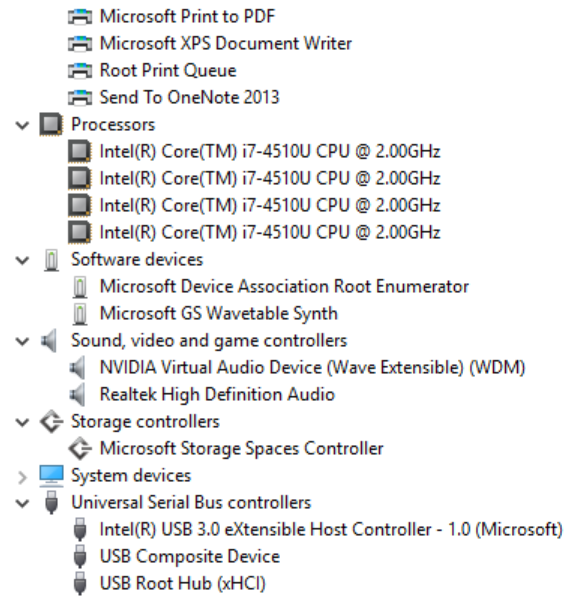 Microsoft Print to PDF
Microsoft XPS Document Writer
Root Print Queue
Send To OneNote 2013
Processors
Intel(R) Core(TM) i7-4510U CPU @ 2.00GHz
Intel(R) Core(TM) i7-4510U CPU @ 2.00GHz
Intel(R) Core(TM) i7-4510U CPU @ 2.00GHz
Intel(R) Core(TM) i7-4510U CPU @ 2.00GHz
Software devices
Microsoft Device Association Root Enumerator
Microsoft GS Wavetable Synth
Sound, video and game controllers
NVIDIA Virtual Audio Device (Wave Extensible) (WDM)
Realtek High Definition Audio
Storage controllers
Microsoft Storage Spaces Controller
System devices
Universal Serial Bus controllers
Intel(R) USB 3.0 eXtensible Host Controller - 1.0 (Microsoft)
USB Composite Device
USB Root Hub (xHCI)